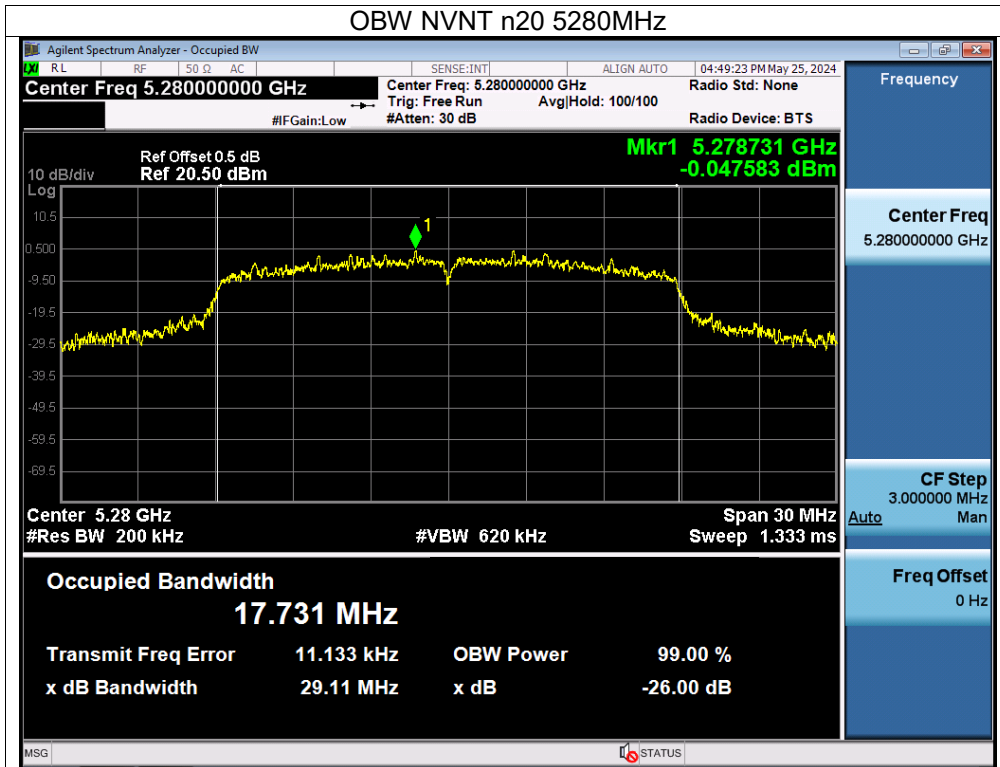 OBW NVNT n20 5280MHz
Agilent Spectrum Analyzer - Occupied BW
LXI RL RF 50 Ω AC SENSE:INT ALIGN AUTO 04:49:23 PM May 25, 2024
Center Freq 5.280000000 GHz
Center Freq: 5.280000000 GHz
Radio Std: None
Trig: Free Run Avg|Hold: 100/100
#IFGain:Low
#Atten: 30 dB
Radio Device: BTS
Mkr1 5.278731 GHz
-0.047583 dBm
Ref Offset 0.5 dB
10 dB/div Ref 20.50 dBm
Log
10.5
1
0.500
-9.50
-19.5
-29.5
-39.5
-49.5
-59.5
-69.5
Center 5.28 GHz
Span 30 MHz
#Res BW 200 kHz
#VBW 620 kHz
Sweep 1.333 ms
Occupied Bandwidth
17.731 MHz
Transmit Freq Error 11.133 kHz OBW Power 99.00 %
x dB Bandwidth 29.11 MHz x dB -26.00 dB
MSG STATUS
Frequency
Center Freq
5.280000000 GHz
CF Step
3.000000 MHz
Auto Man
Freq Offset
0 Hz